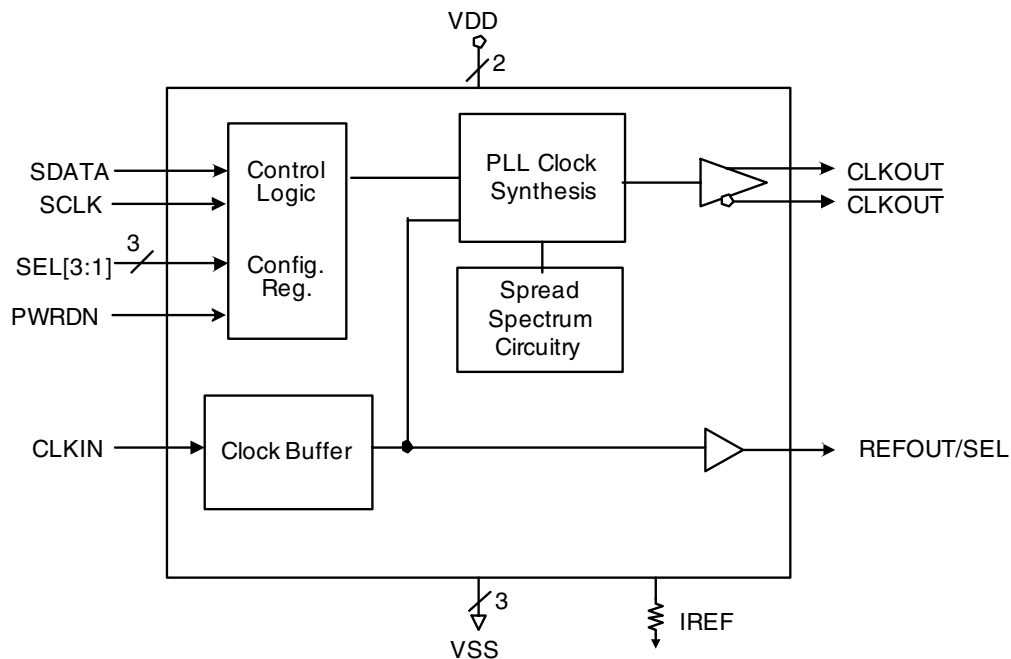 VDD
2
SDATA
SCLK
3
SEL[3:1]
PWRDN
Control
Logic
Config.
Reg.
PLL Clock
Synthesis
Spread
Spectrum
Circuitry
CLKOUT
CLKOUT
CLKIN
Clock Buffer
REFOUT/SEL
3
VSS
IREF